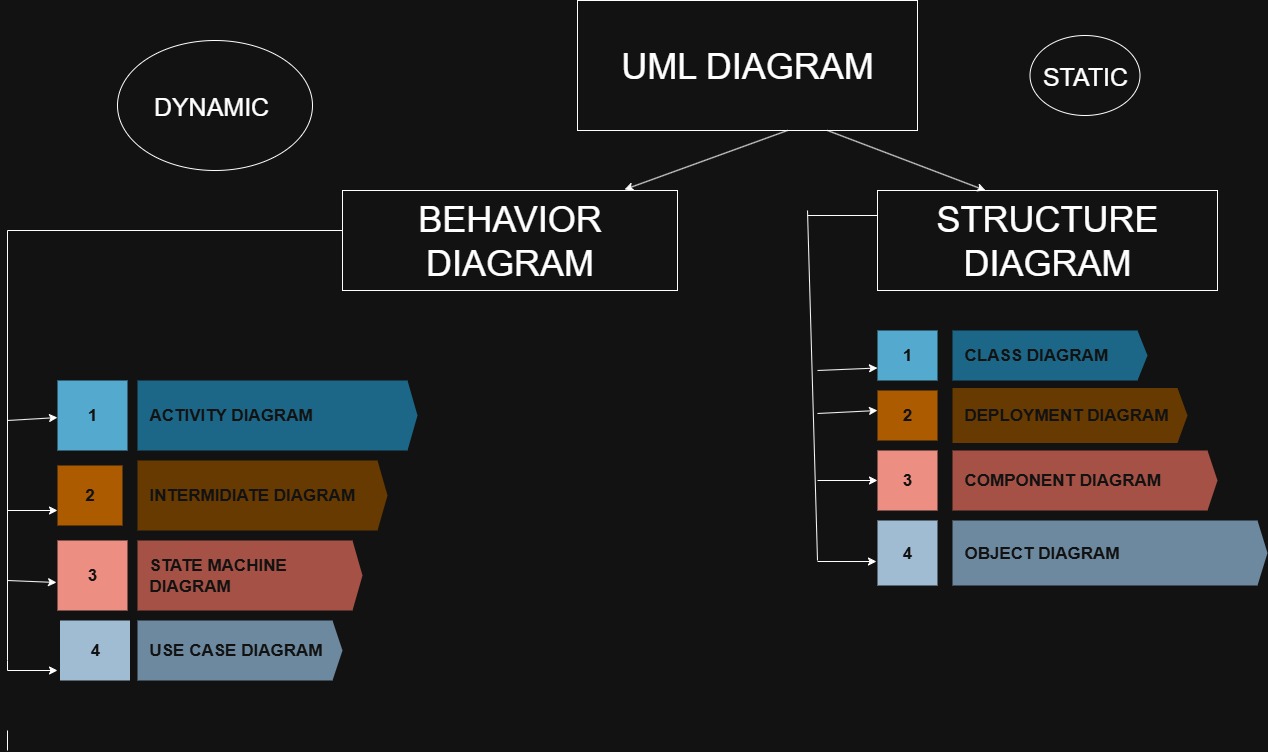 UML DIAGRAM
DYNAMIC
STATIC
BEHAVIOR
DIAGRAM
STRUCTURE
DIAGRAM
1
ACTIVITY DIAGRAM
2
INTERMIDIATE DIAGRAM
3
STATE MACHINE
DIAGRAM
4
USE CASE DIAGRAM
1
CLASS DIAGRAM
2
DEPLOYMENT DIAGRAM
3
COMPONENT DIAGRAM
4
OBJECT DIAGRAM